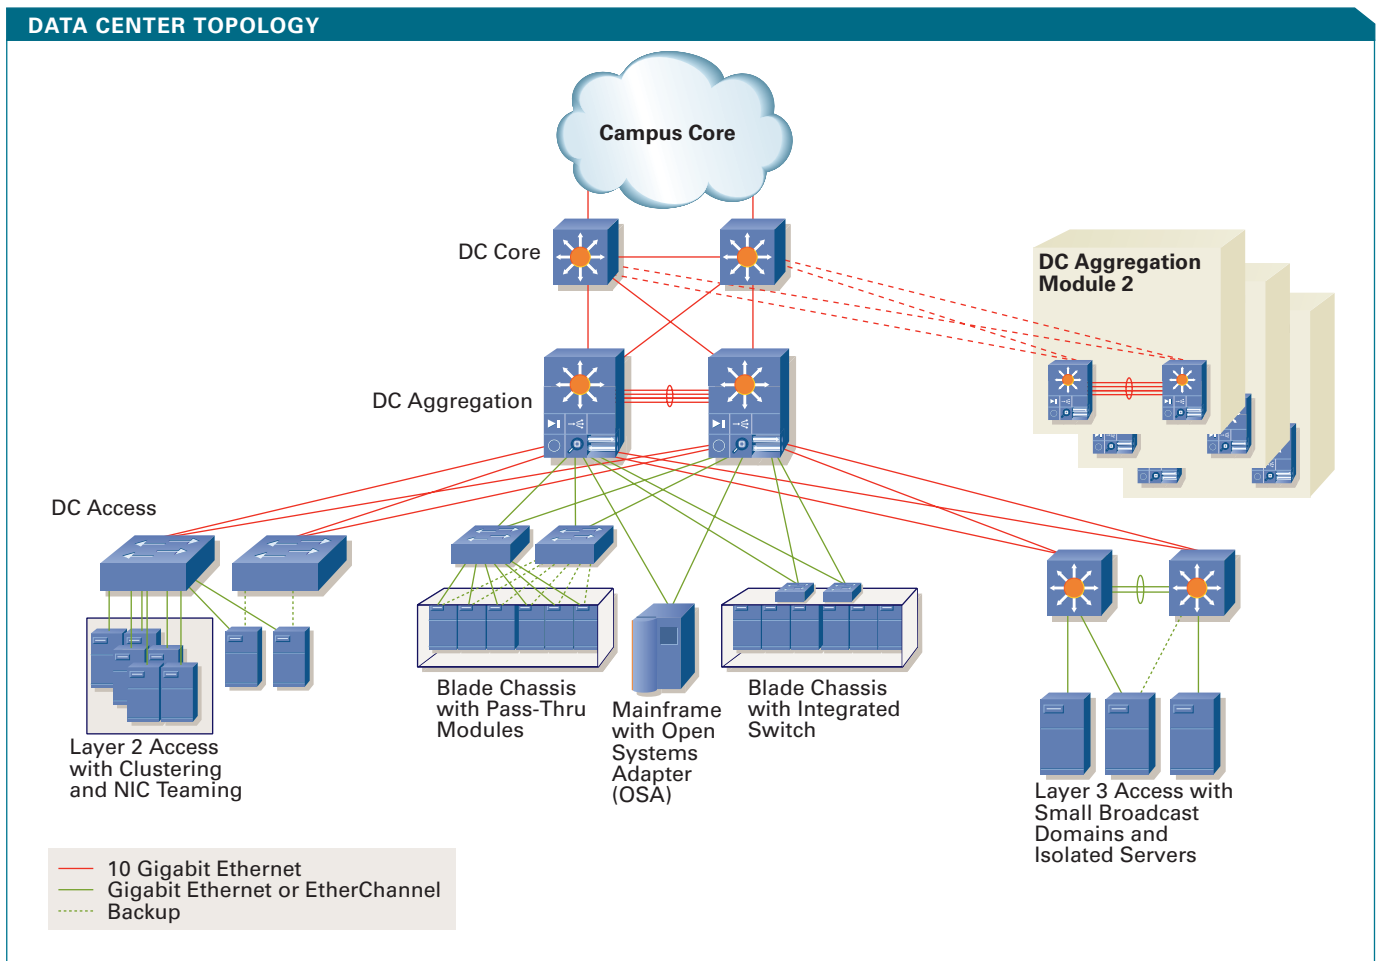 DATA CENTER TOPOLOGY
Campus Core
DC Core
DC Aggregation
Module 2
DC Aggregation
DC Access
Blade Chassis
with Pass-Thru
Modules
Mainframe
with Open
Systems
Adapter
(OSA)
Blade Chassis
with Integrated
Switch
Layer 2 Access
with Clustering
and NIC Teaming
Layer 3 Access with
Small Broadcast
Domains and
Isolated Servers
10 Gigabit Ethernet
Gigabit Ethernet or EtherChannel
Backup